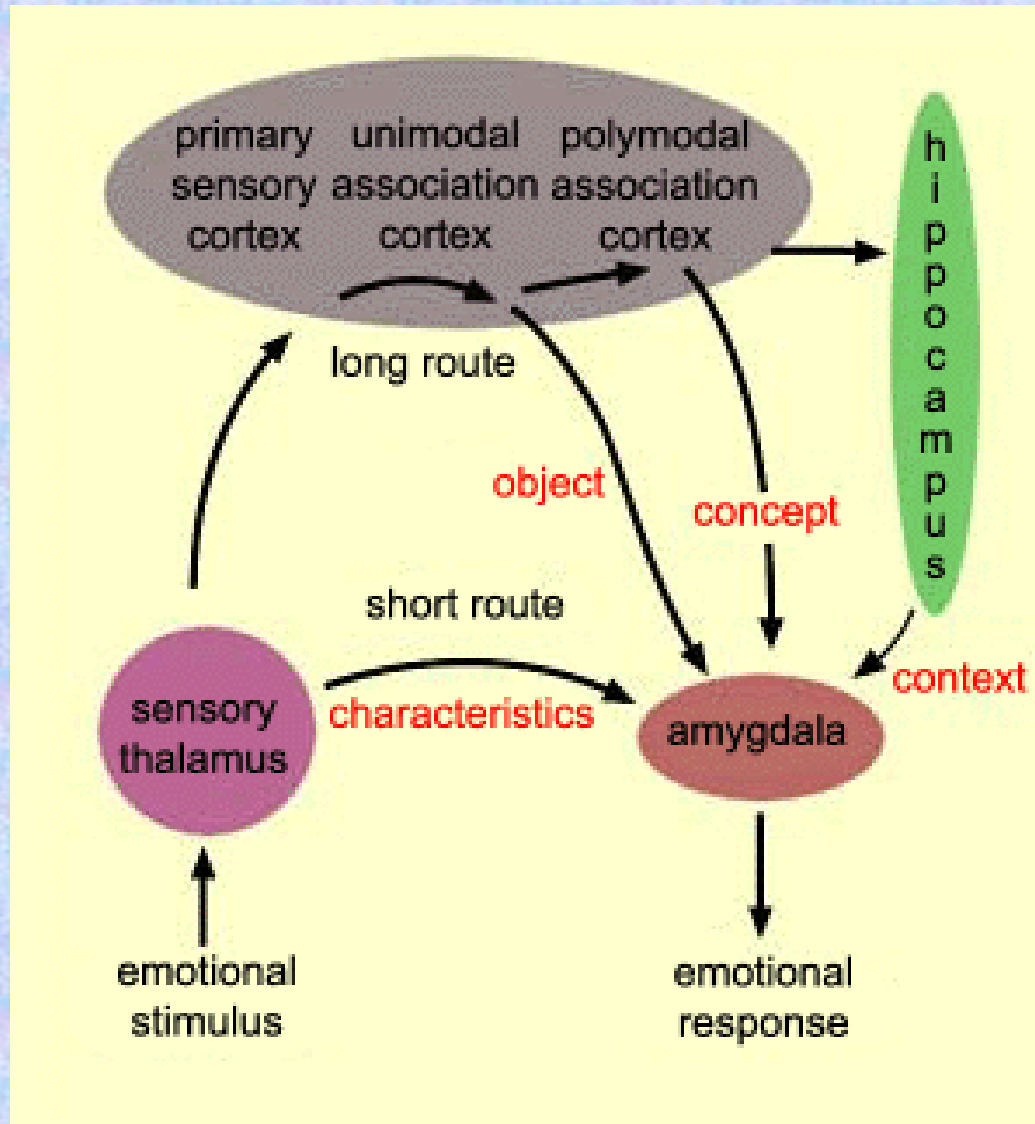 primary
sensory
cortex
unimodal
association
cortex
polymodal
association
cortex
hippocampus
long route
object
concept
short route
characteristics
context
sensory
thalamus
amygdala
emotional
stimulus
emotional
response